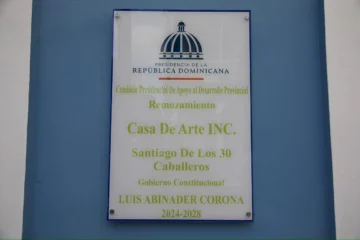 PRESIDENCIA DE LA
REPÚBLICA DOMINICANA
Comisión Presidencial De Apoyo al Desarrollo Provincial
Remozamiento
Casa De Arte INC.
Santiago De Los 30
Caballeros
Gobierno Constitucional
LUIS ABINADER CORONA
2024-2028